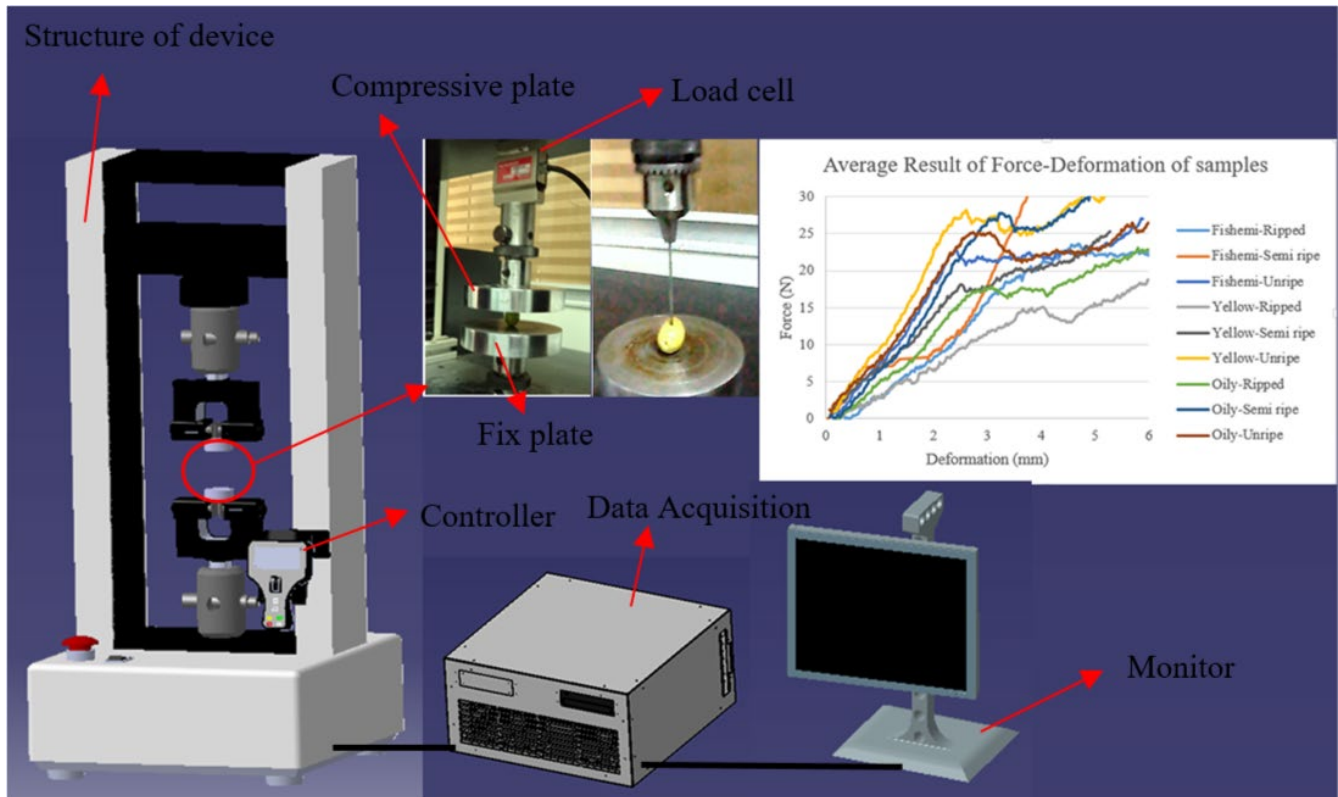 Structure of device
Compressive plate
Load cell
Fix plate
Controller
Data Acquisition
Monitor
Average Result of Force-Deformation of samples
Force (N)
30
25
20
15
10
5
0
0 1 2 3 4 5 6
Deformation (mm)
Fishemi-Ripped
Fishemi-Semi ripe
Fishemi-Unripe
Yellow-Ripped
Yellow-Semi ripe
Yellow-Unripe
Oily-Ripped
Oily-Semi ripe
Oily-Unripe